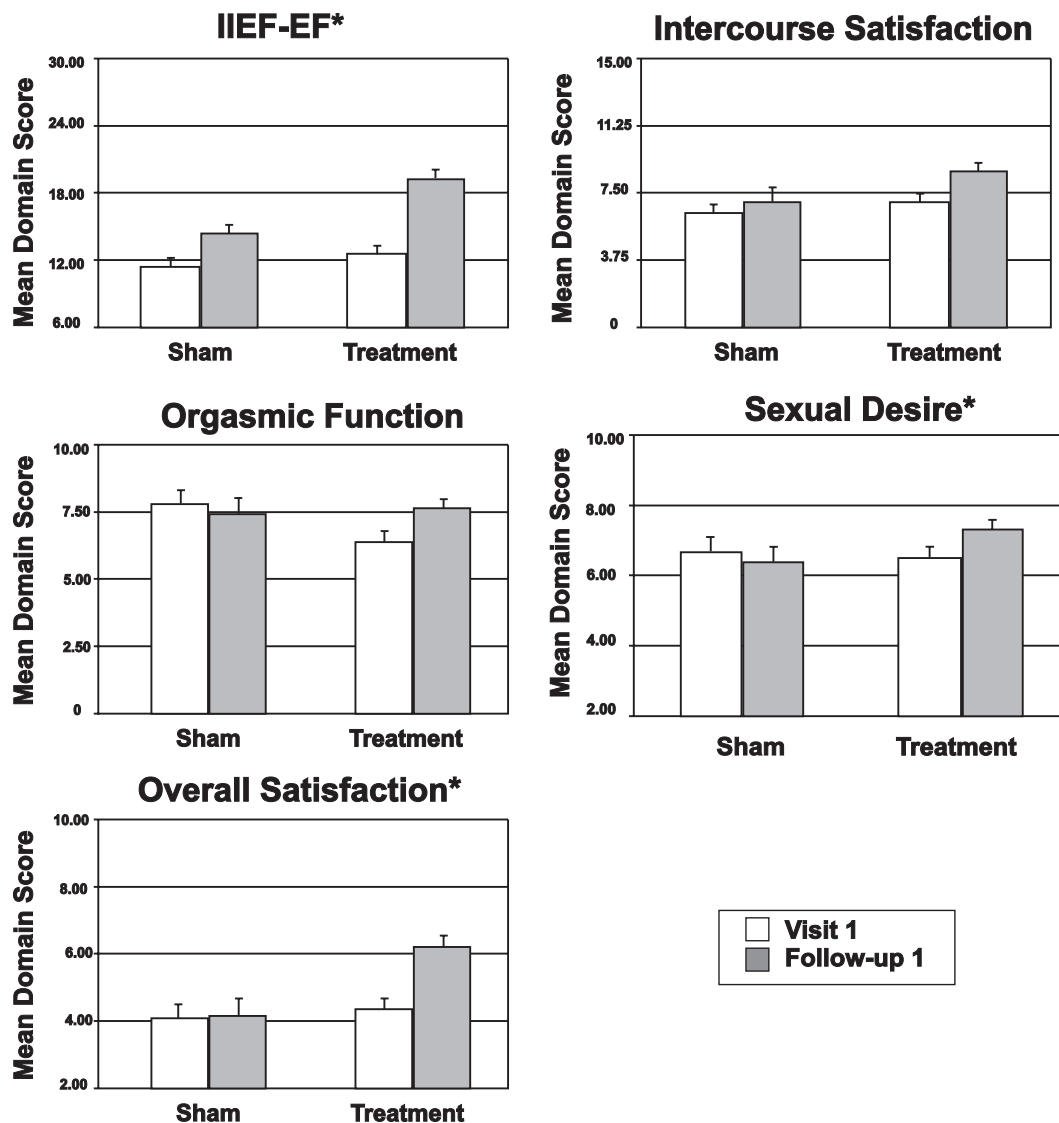 IIEF-EF*
Mean Domain Score
30.00
24.00
18.00
12.00
6.00
Sham
Treatment
Intercourse Satisfaction
Mean Domain Score
15.00
11.25
7.50
3.75
0
Sham
Treatment
Orgasmic Function
Mean Domain Score
10.00
7.50
5.00
2.50
0
Sham
Treatment
Sexual Desire*
Mean Domain Score
10.00
8.00
6.00
4.00
2.00
Sham
Treatment
Overall Satisfaction*
Mean Domain Score
10.00
8.00
6.00
4.00
2.00
Sham
Treatment
Visit 1
Follow-up 1